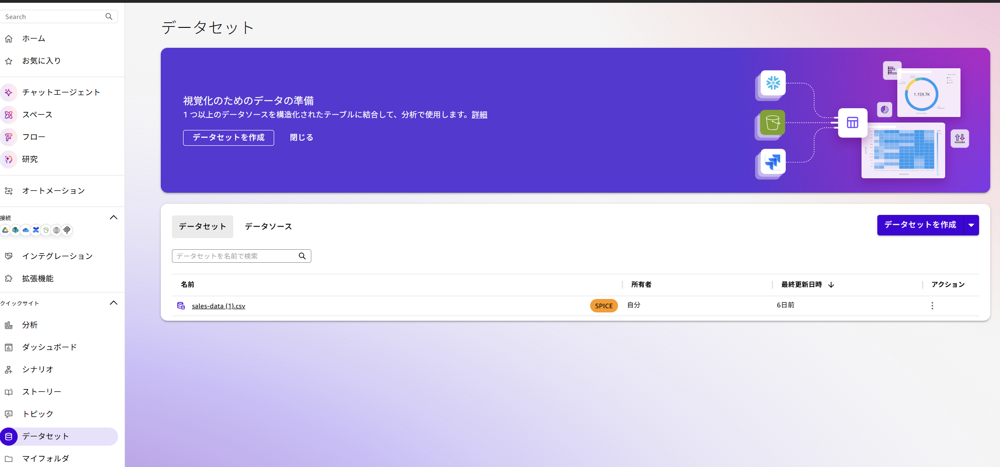 Search
ホーム
お気に入り
チャットエージェント
スペース
フロー
研究
オートメーション
接続
インテグレーション
拡張機能
クイックサイト
分析
ダッシュボード
シナリオ
ストーリー
トピック
データセット
マイフォルダ
データセット
視覚化のためのデータの準備
1 つ以上のデータソースを構造化されたテーブルに結合して、分析で使用します。詳細
データセットを作成 閉じる
1,159.7K
データセット データソース
データセットを作成
データセットを名前で検索
名前 所有者 最終更新日時 アクション
sales-data (1).csv SPICE 自分 6日前